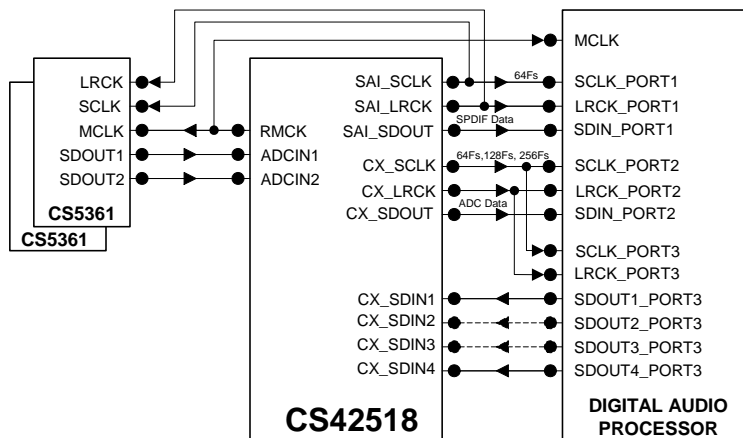 MCLK
LRCK
SCLK
MCLK
SDOUT1
SDOUT2
CS5361
CS5361
RMCK
ADCIN1
ADCIN2
SAI_SCLK
SAI_LRCK
SAI_SDOUT
CX_SCLK
CX_LRCK
CX_SDOUT
CX_SDIN1
CX_SDIN2
CX_SDIN3
CX_SDIN4
CS42518
64Fs
SPDIF Data
64Fs,128Fs, 256Fs
ADC Data
SCLK_PORT1
LRCK_PORT1
SDIN_PORT1
SCLK_PORT2
LRCK_PORT2
SDIN_PORT2
SCLK_PORT3
LRCK_PORT3
SDOUT1_PORT3
SDOUT2_PORT3
SDOUT3_PORT3
SDOUT4_PORT3
DIGITAL AUDIO
PROCESSOR